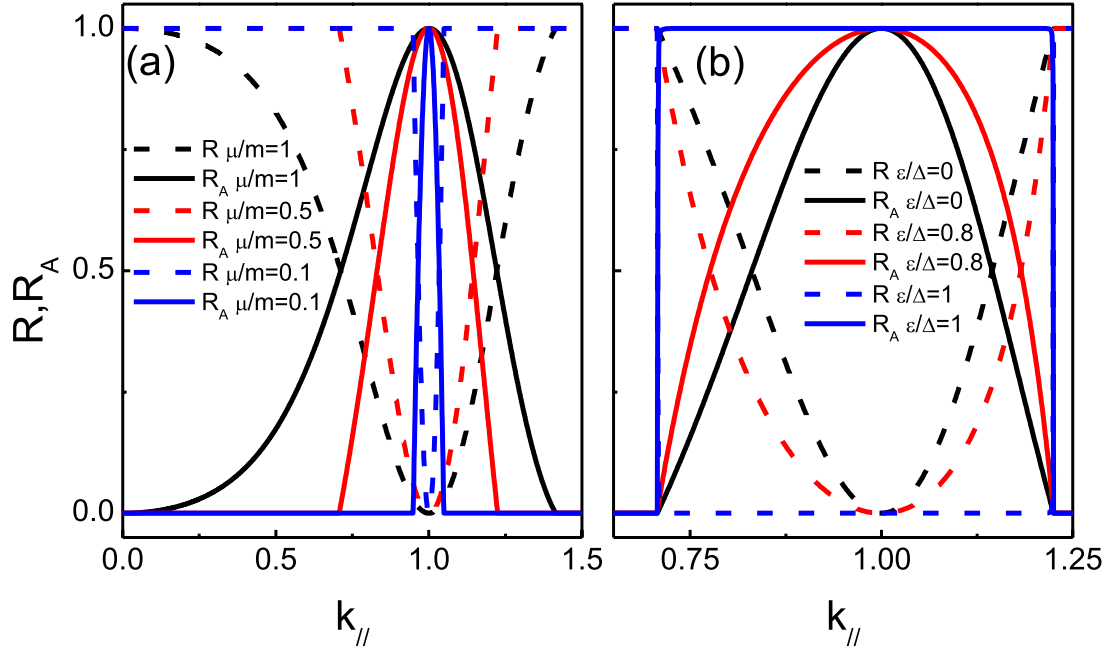 R,R_A
1.0
0.5
0.0
(a)
R μ/m=1
R_A μ/m=1
R μ/m=0.5
R_A μ/m=0.5
R μ/m=0.1
R_A μ/m=0.1
0.0 0.5 1.0 1.5
k_//
(b)
R ε/Δ=0
R_A ε/Δ=0
R ε/Δ=0.8
R_A ε/Δ=0.8
R ε/Δ=1
R_A ε/Δ=1
0.75 1.00 1.25
k_//